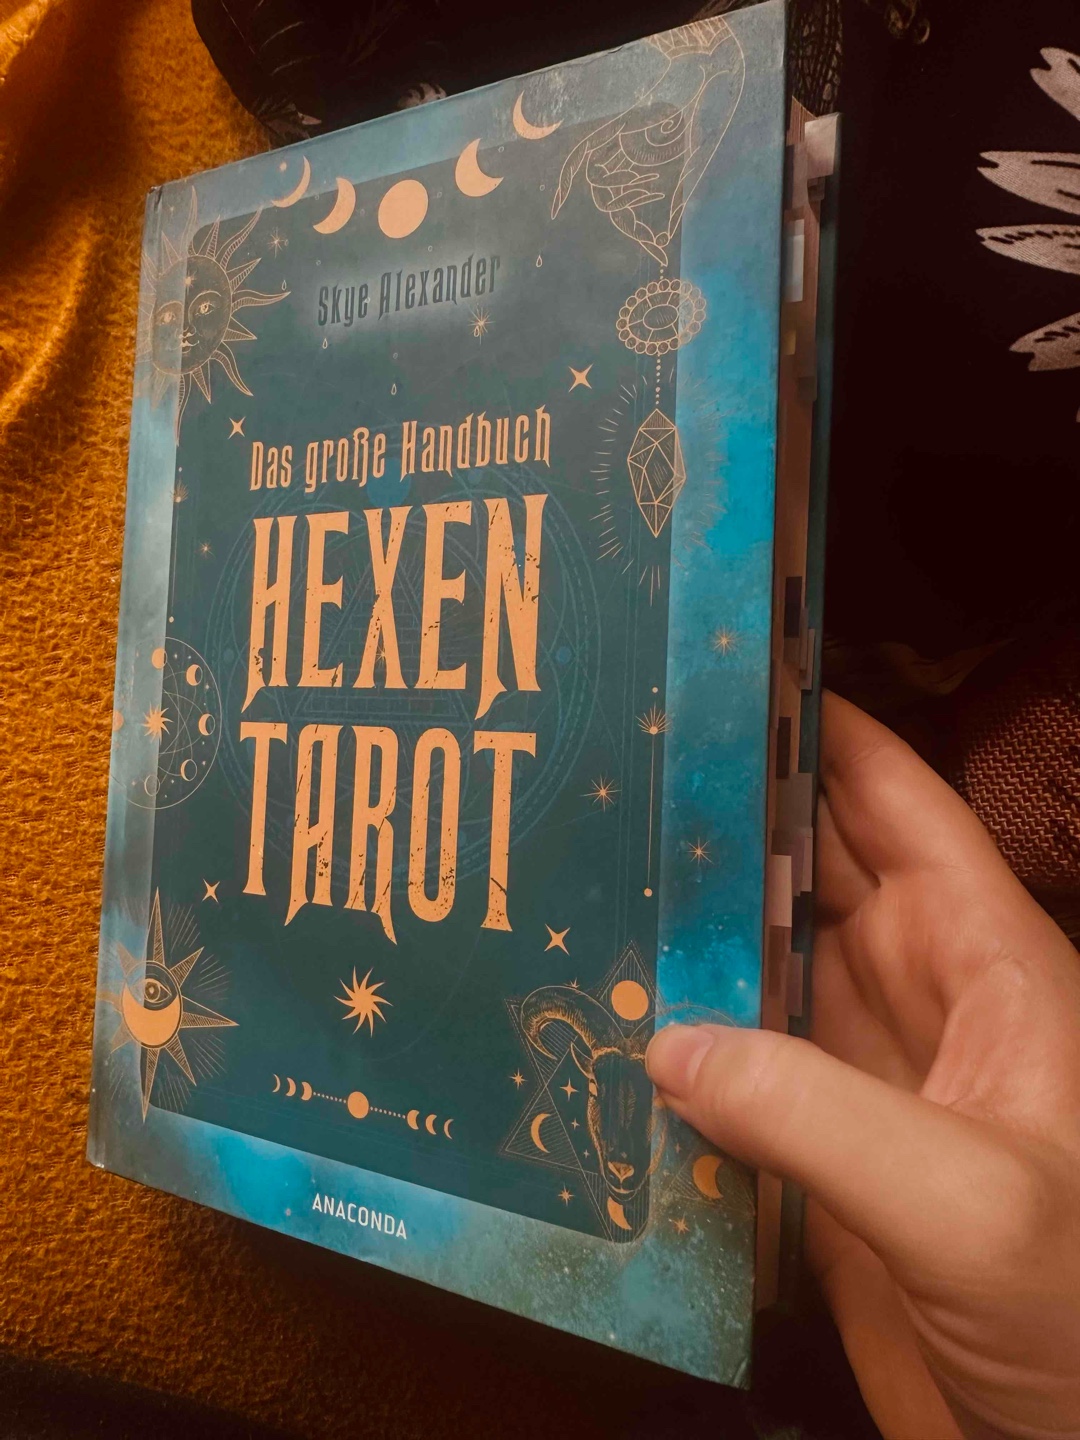 Skye Alexander
Das große Handbuch
HEXEN
TAROT
ANACONDA